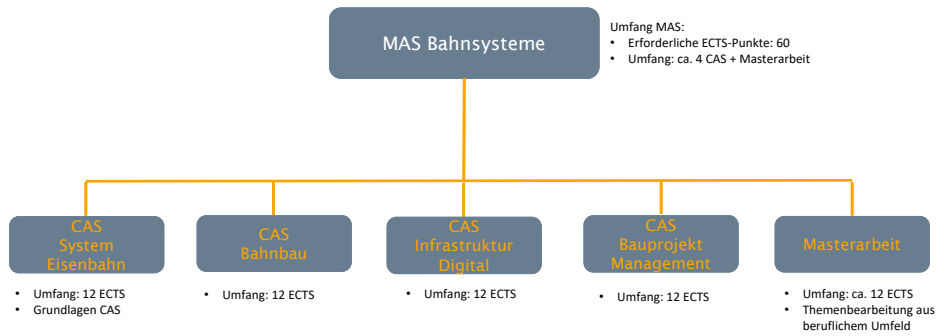 MAS Bahnsysteme
Umfang MAS:
• Erforderliche ECTS-Punkte: 60
• Umfang: ca. 4 CAS + Masterarbeit
CAS
System
Eisenbahn
• Umfang: 12 ECTS
• Grundlagen CAS
CAS
Bahnbau
• Umfang: 12 ECTS
CAS
Infrastruktur
Digital
• Umfang: 12 ECTS
CAS
Bauprojekt
Management
• Umfang: 12 ECTS
Masterarbeit
• Umfang: ca. 12 ECTS
• Themenbearbeitung aus
beruflichem Umfeld